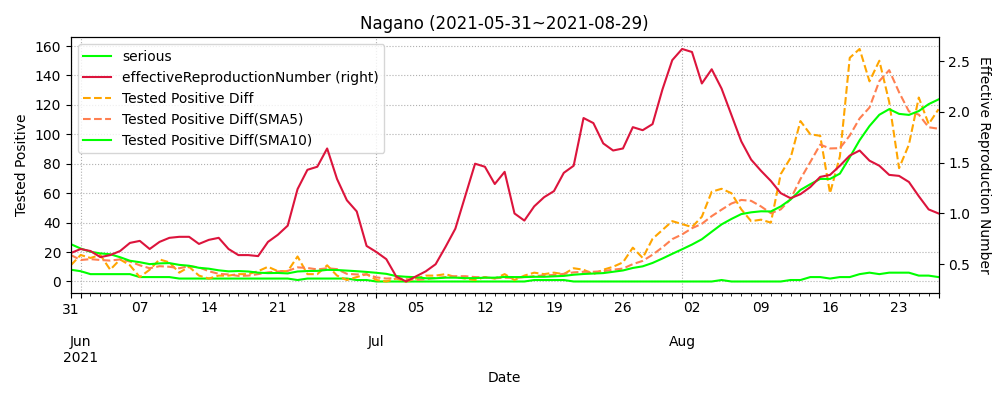 Nagano (2021-05-31~2021-08-29)
serious
effectiveReproductionNumber (right)
Tested Positive Diff
Tested Positive Diff(SMA5)
Tested Positive Diff(SMA10)
Tested Positive
160
140
120
100
80
60
40
20
0
2.5
2.0
1.5
1.0
0.5
Effective Reproduction Number
31 07 14 21 28 05 12 19 26 02 09 16 23
Jun Jul Aug
2021
Date